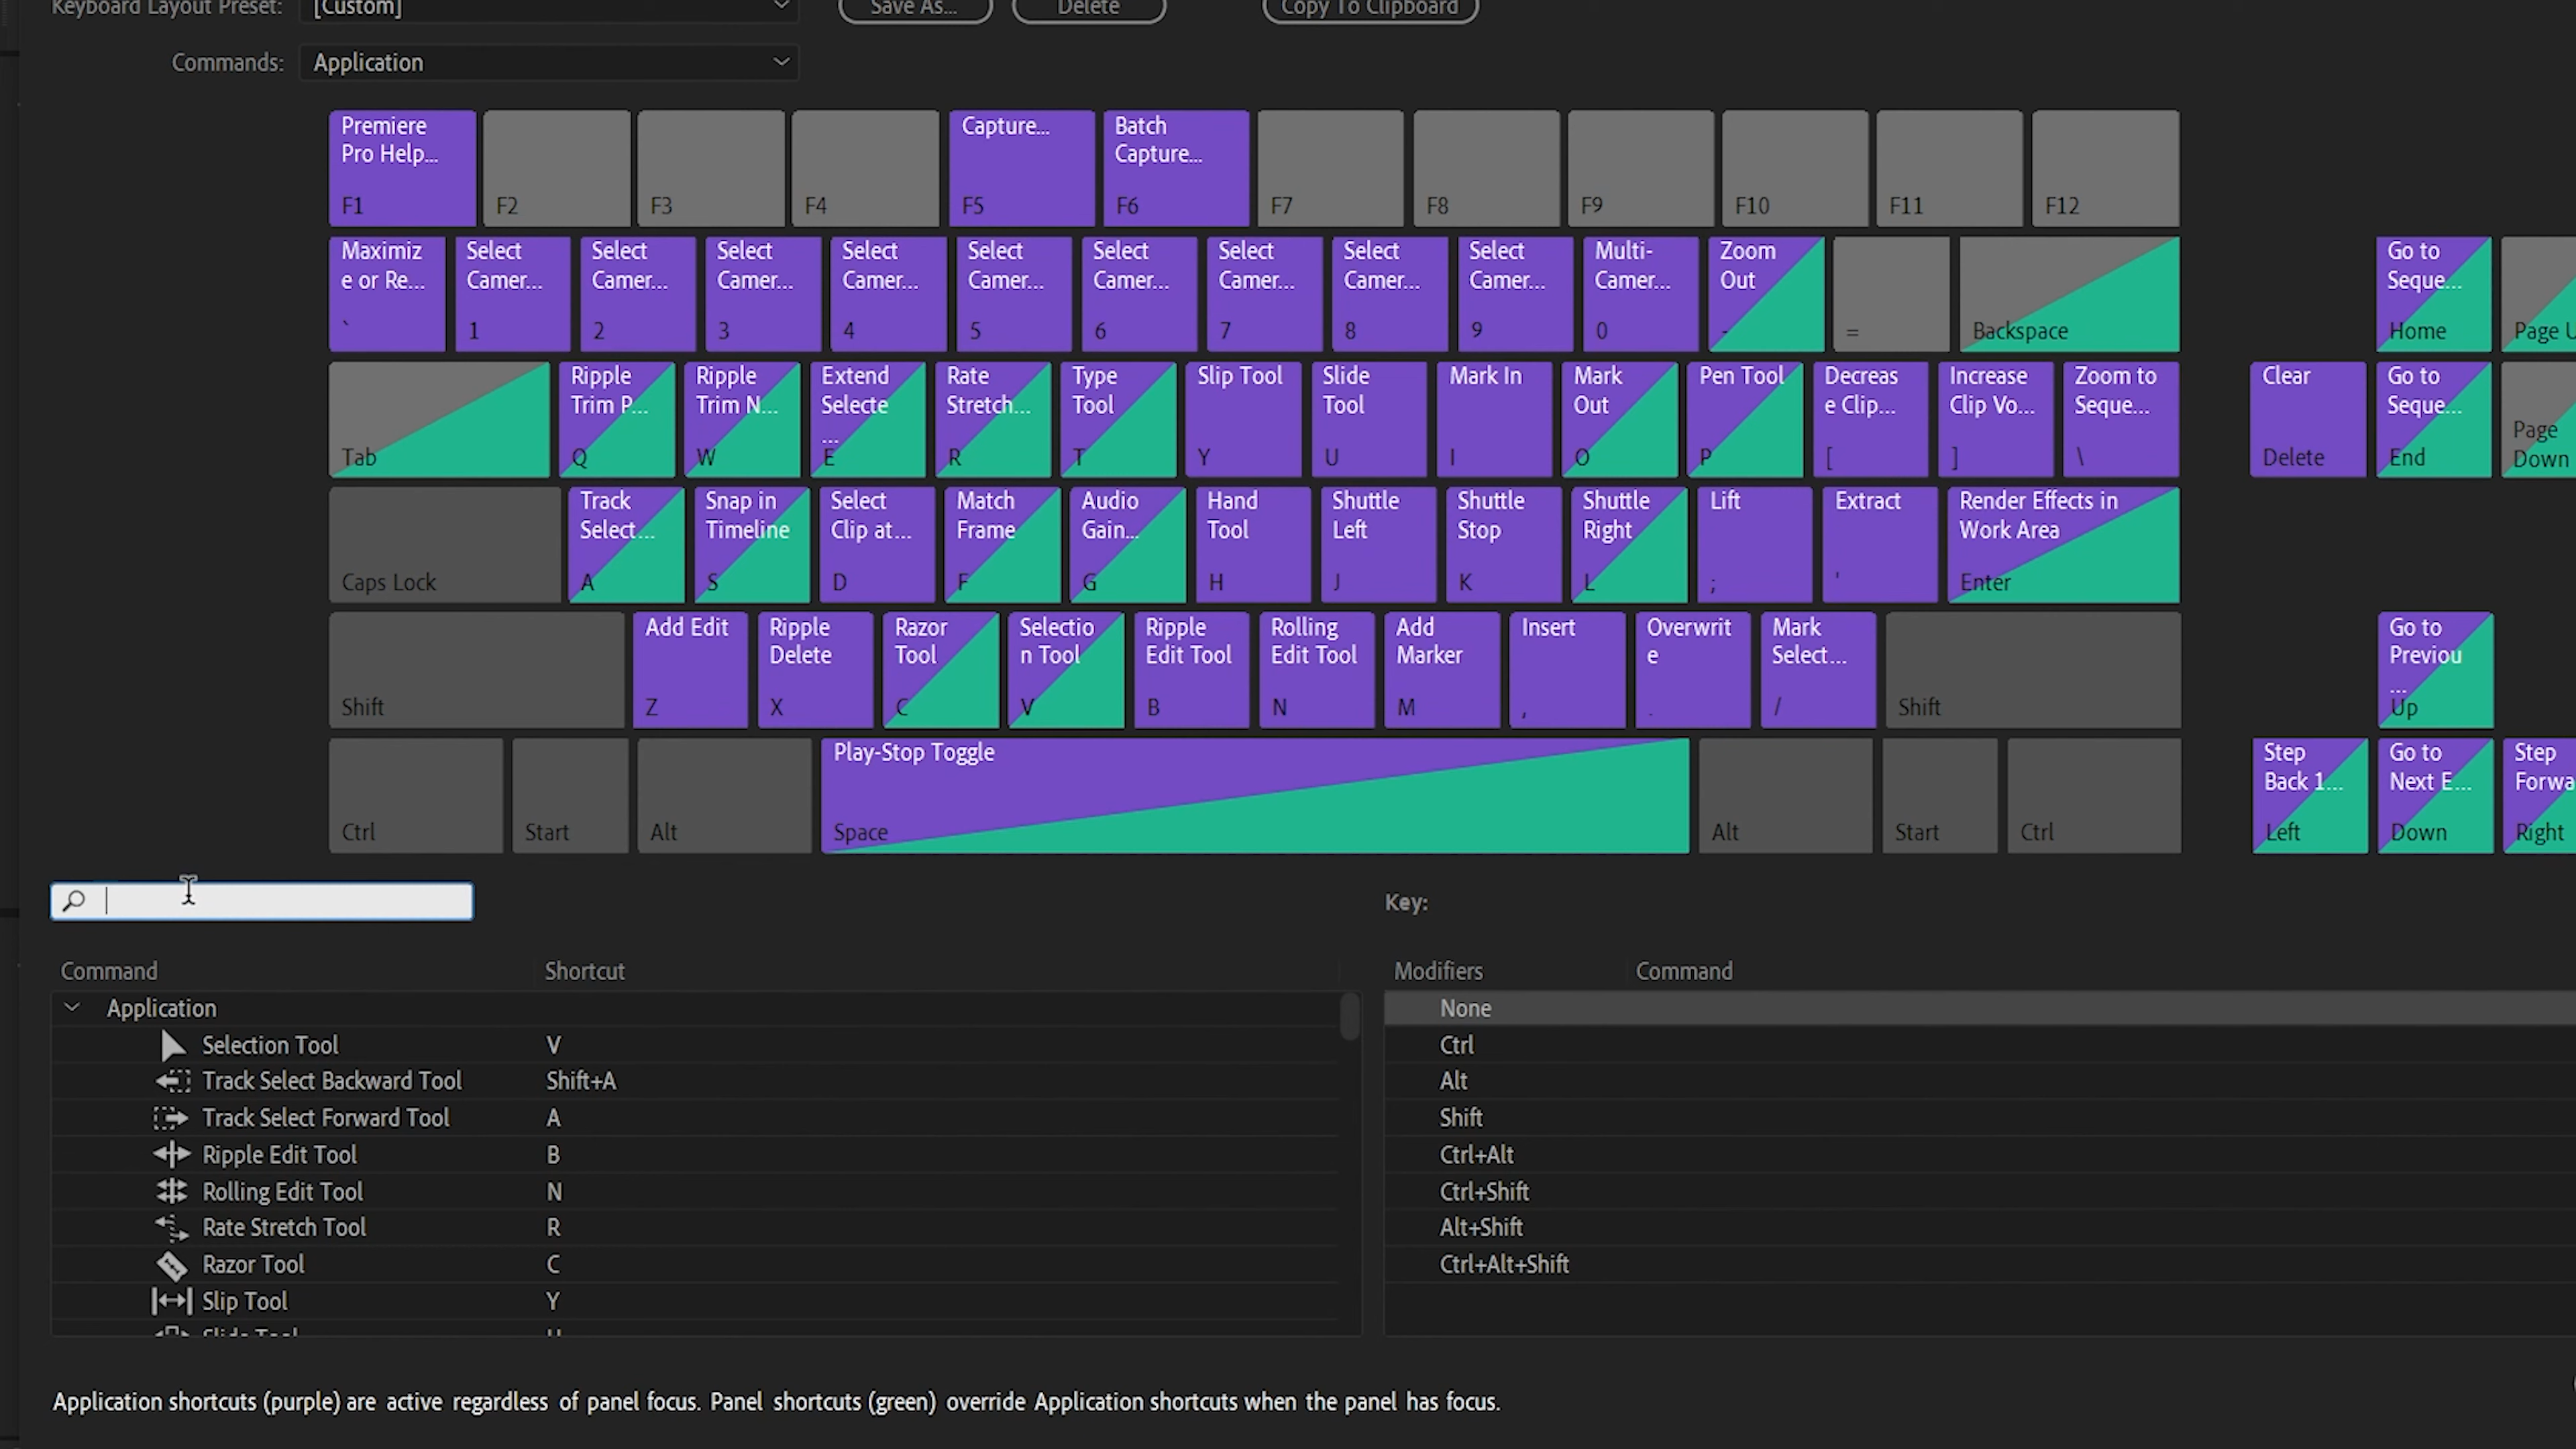 Keyboard Layout Preset: [Custom] Save As... Delete Copy To Clipboard
Commands: Application
Premiere Capture... Batch
Pro Help... Capture...
F1 F2 F3 F4 F5 F6 F7 F8 F9 F10 F11 F12
Maximiz Select Select Select Select Select Select Select Select Select Multi- Zoom Go to
e or Re... Camer... Camer... Camer... Camer... Camer... Camer... Camer... Camer... Camer... Camer... Out Seque...
` 1 2 3 4 5 6 7 8 9 0 - = Backspace Home Page U
Ripple Ripple Extend Rate Type Slip Tool Slide Mark In Mark Pen Tool Decreas Increase Zoom to Clear Go to
Trim P... Trim N... Selecte Stretch... Tool Tool Out e Clip... Clip Vo... Seque... Seque...
... Page
Tab Q W E R T Y U I O P [ ] \ Delete End Down
Track Snap in Select Match Audio Hand Shuttle Shuttle Shuttle Lift Extract Render Effects in
Select... Timeline Clip at... Frame Gain... Tool Left Stop Right Work Area
Caps Lock A S D F G H J K L ; ' Enter
Add Edit Ripple Razor Selectio Ripple Rolling Add Insert Overwrit Mark Go to
Delete Tool n Tool Edit Tool Edit Tool Marker e Select... Previou
...
Shift Z X C V B N M , . / Shift Up
Play-Stop Toggle Step Go to Step
Back 1... Next E... Forwa
Ctrl Start Alt Space Alt Start Ctrl Left Down Right
Key:
Command Shortcut Modifiers Command
Application None
Selection Tool V Ctrl
Track Select Backward Tool Shift+A Alt
Track Select Forward Tool A Shift
Ripple Edit Tool B Ctrl+Alt
Rolling Edit Tool N Ctrl+Shift
Rate Stretch Tool R Alt+Shift
Razor Tool C Ctrl+Alt+Shift
Slip Tool Y
Slide Tool U
Application shortcuts (purple) are active regardless of panel focus. Panel shortcuts (green) override Application shortcuts when the panel has focus.